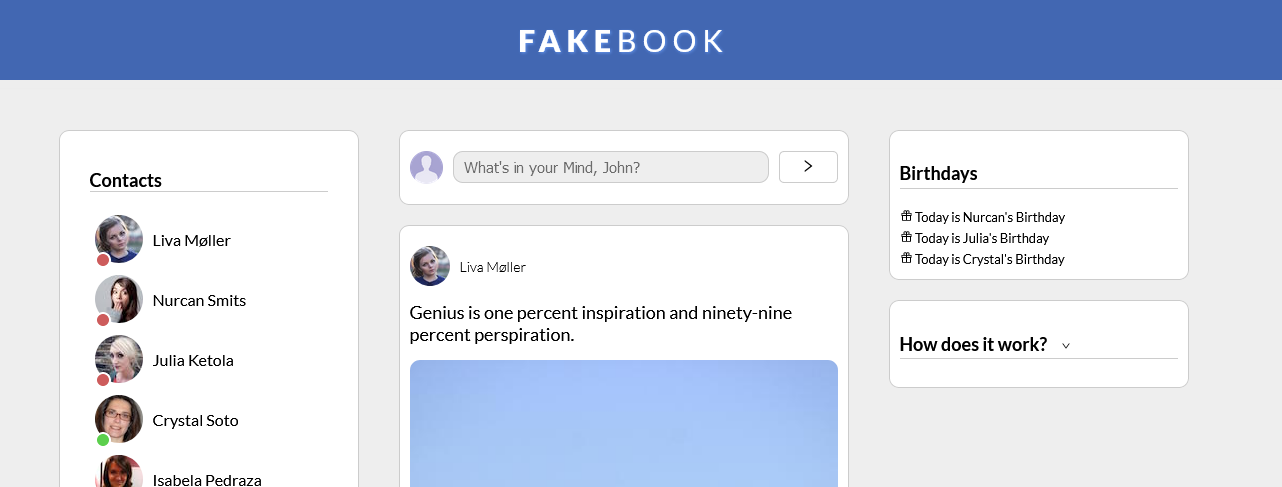 FAKEBOOK
Contacts
Liva Møller
Nurcan Smits
Julia Ketola
Crystal Soto
Isabela Pedraza
What's in your Mind, John?
Liva Møller
Genius is one percent inspiration and ninety-nine
percent perspiration.
Birthdays
Today is Nurcan's Birthday
Today is Julia's Birthday
Today is Crystal's Birthday
How does it work?